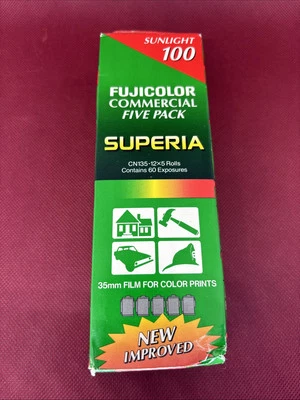 SUNLIGHT
100
FUJICOLOR
COMMERCIAL
FIVE PACK
SUPERIA
CN135-12×5 Rolls
Contains 60 Exposures
35mm FILM FOR COLOR PRINTS
NEW
IMPROVED